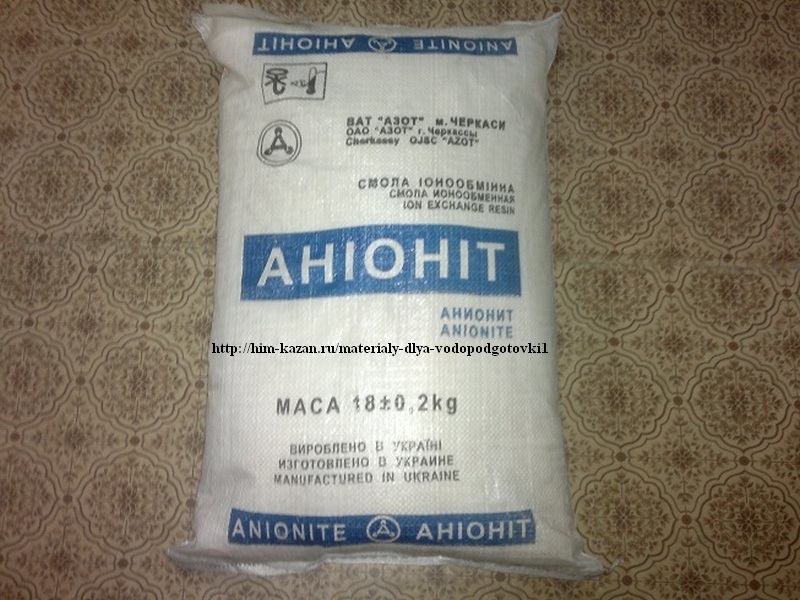 ANIONITE АНІОНІТ
ВАТ "АЗОТ" м. ЧЕРКАСИ
ОАО "АЗОТ" г. Черкассы
Cherkassy OJSC "AZOT"
СМОЛА ІОНООБМІННА
СМОЛА ИОНООБМЕННАЯ
ION EXCHANGE RESIN
АНІОНІТ
АНИОНИТ
ANIONITE
http://him-kazan.ru/materialy-dlya-vodopodgotovki1
МАСА 18±0,2kg
ВИРОБЛЕНО В УКРАЇНІ
ИЗГОТОВЛЕНО В УКРАИНЕ
MANUFACTURED IN UKRAINE
ANIONITE АНІОНІТ